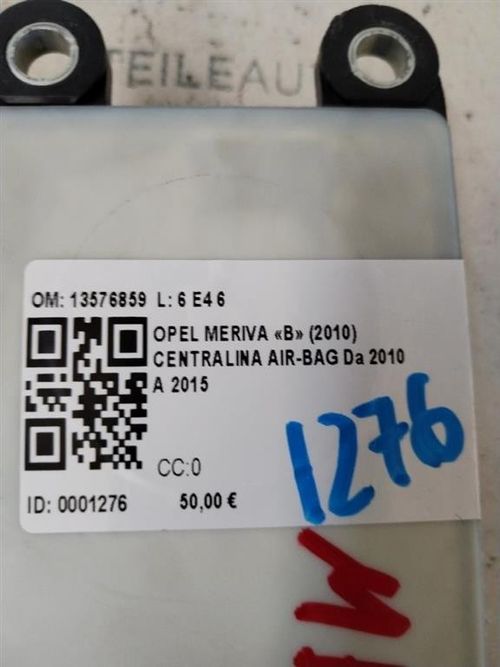 TEILEAUT
OM: 13576859 L: 6 E4 6
OPEL MERIVA «B» (2010)
CENTRALINA AIR-BAG Da 2010
A 2015
CC:0
ID: 0001276 50,00 €
1276